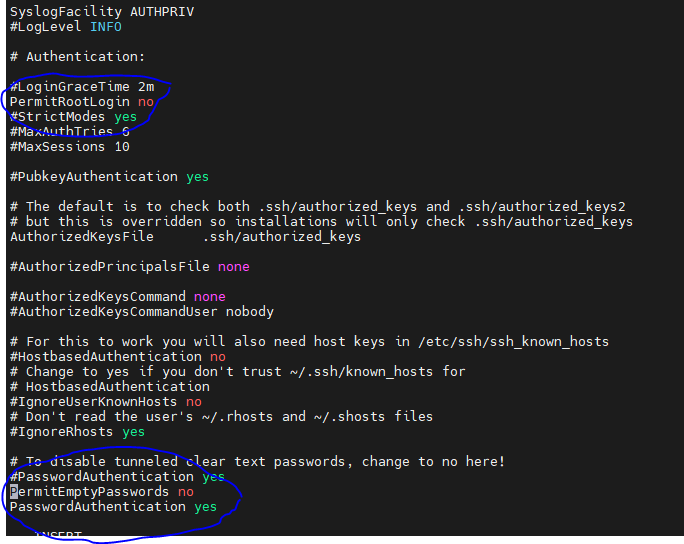 SyslogFacility AUTHPRIV
#LogLevel INFO
# Authentication:
#LoginGraceTime 2m
PermitRootLogin no
#StrictModes yes
#MaxAuthTries 6
#MaxSessions 10
#PubkeyAuthentication yes
# The default is to check both .ssh/authorized_keys and .ssh/authorized_keys2
# but this is overridden so installations will only check .ssh/authorized_keys
AuthorizedKeysFile      .ssh/authorized_keys
#AuthorizedPrincipalsFile none
#AuthorizedKeysCommand none
#AuthorizedKeysCommandUser nobody
# For this to work you will also need host keys in /etc/ssh/ssh_known_hosts
#HostbasedAuthentication no
# Change to yes if you don't trust ~/.ssh/known_hosts for
# HostbasedAuthentication
#IgnoreUserKnownHosts no
# Don't read the user's ~/.rhosts and ~/.shosts files
#IgnoreRhosts yes
# To disable tunneled clear text passwords, change to no here!
#PasswordAuthentication yes
PermitEmptyPasswords no
PasswordAuthentication yes
INSERT